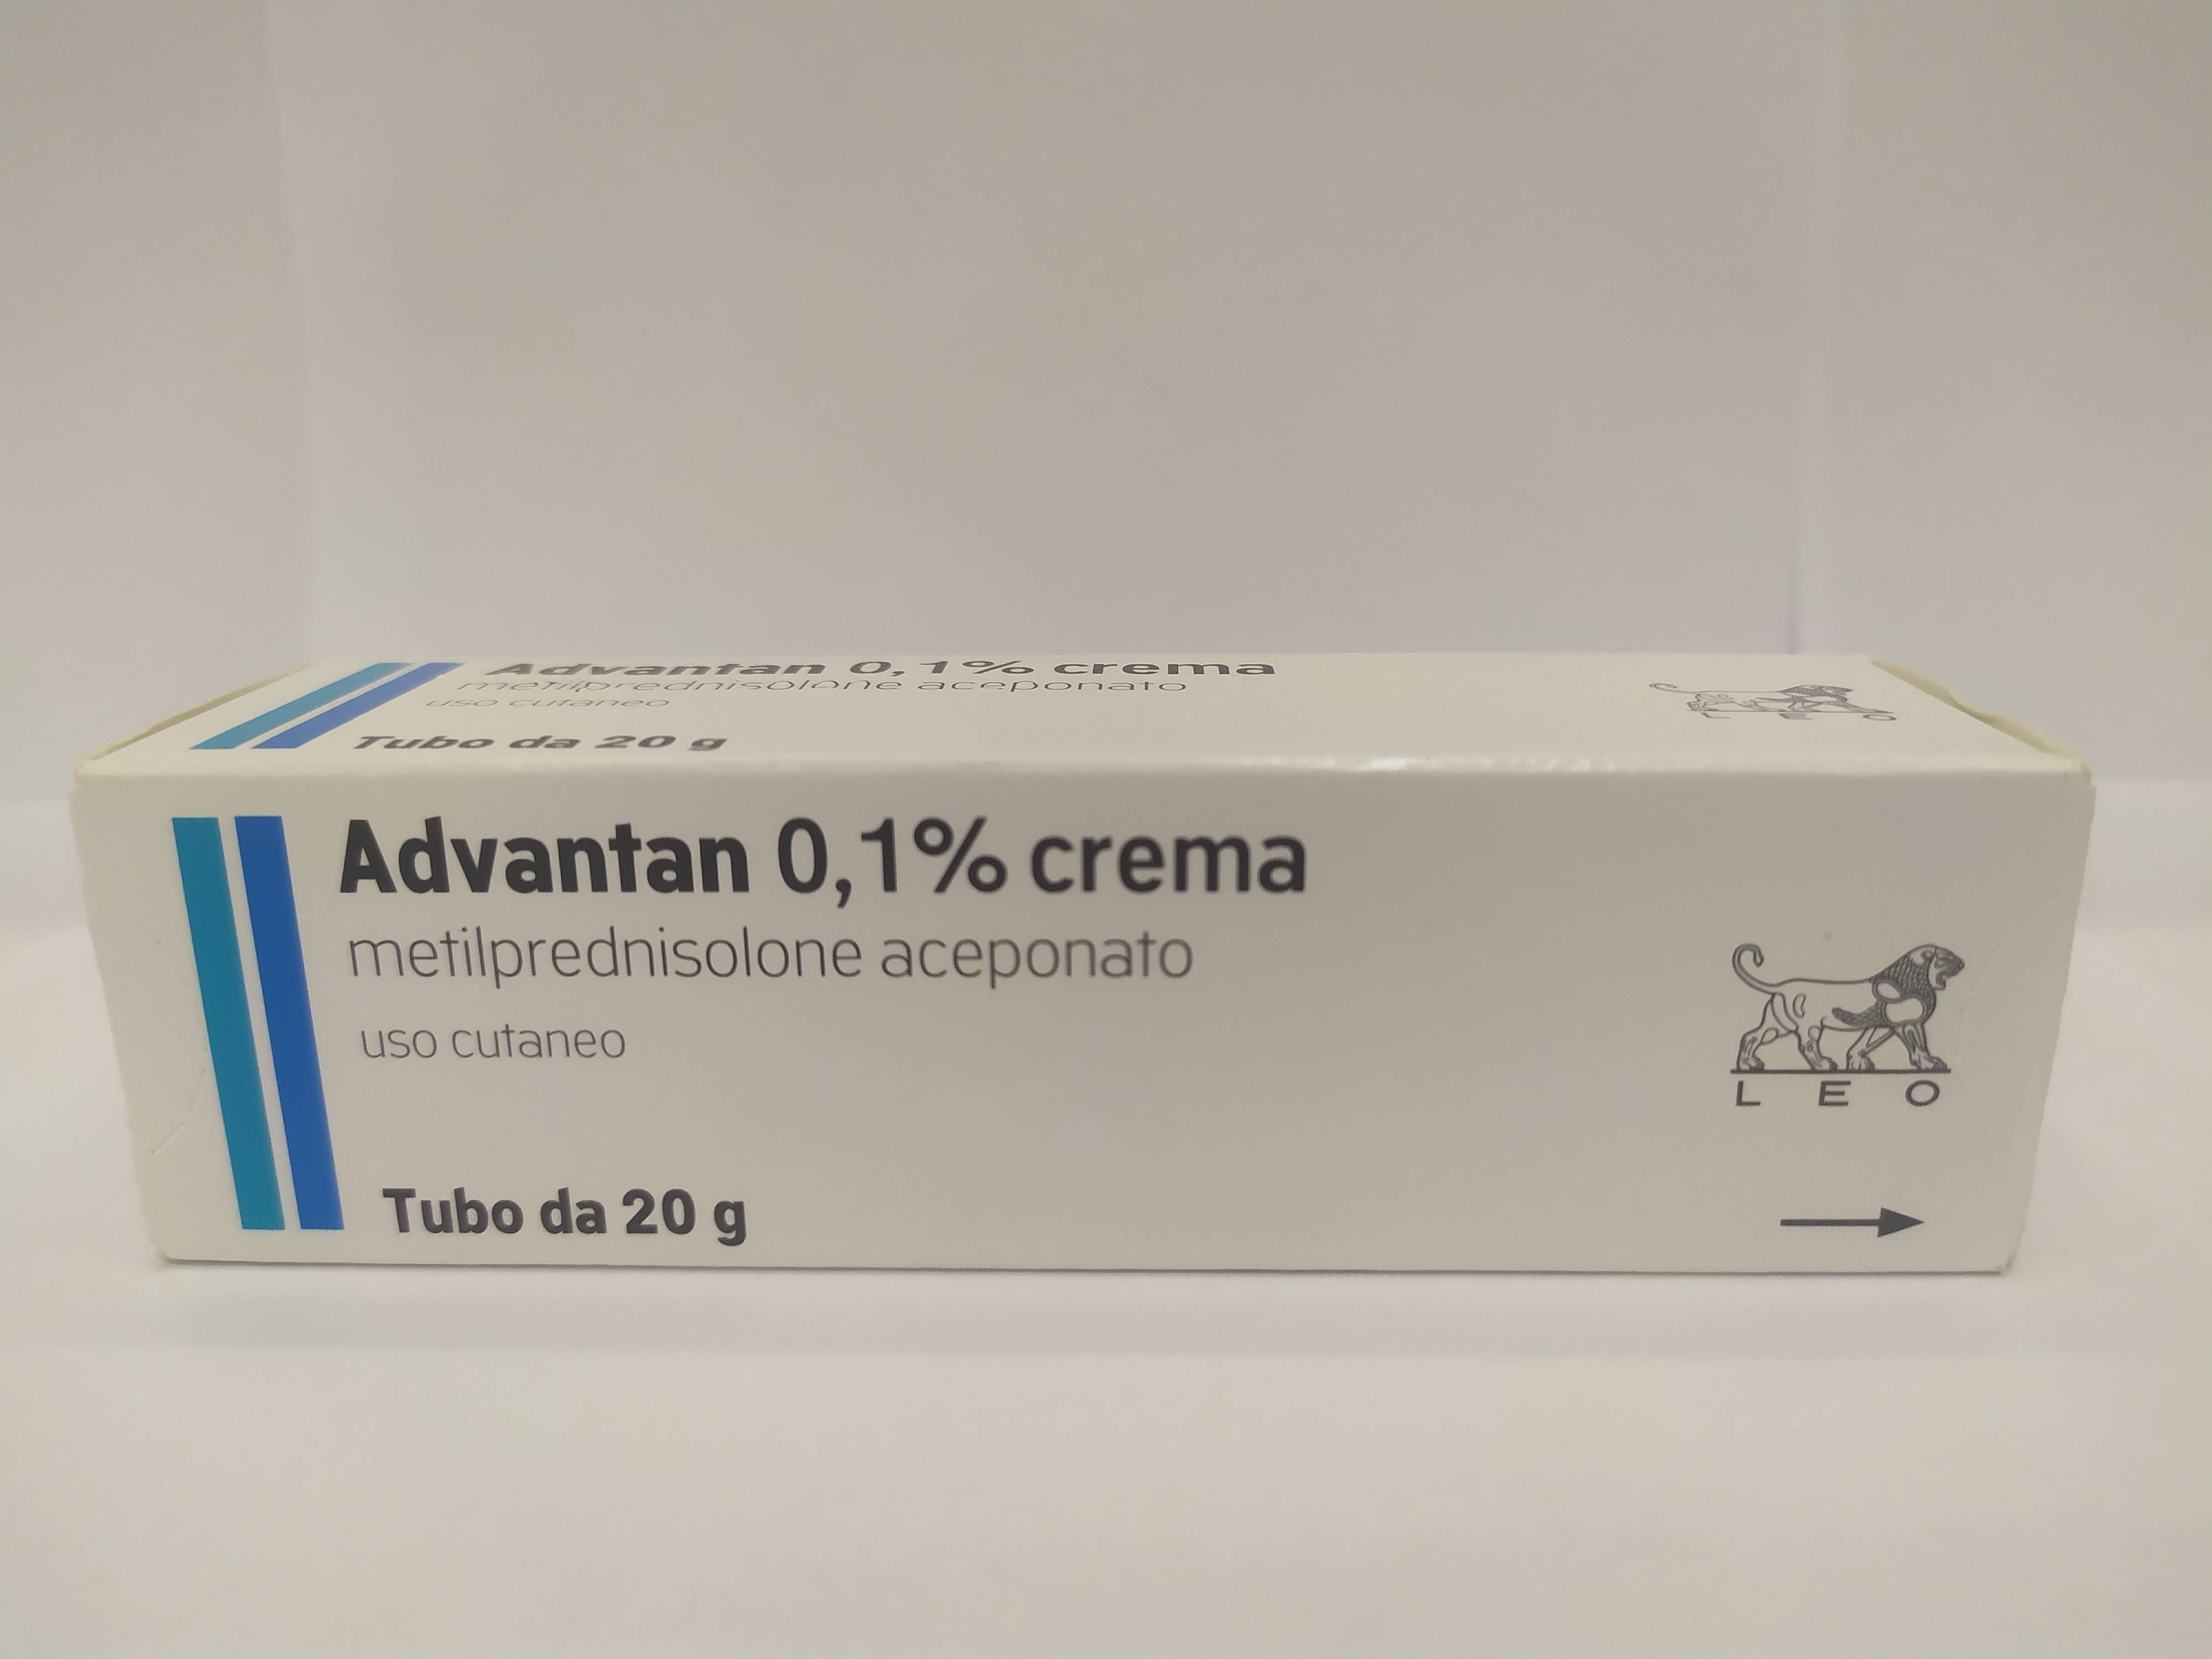 Advantan 0,1% crema
metilprednisolone aceponato
uso cutaneo
Tubo da 20 g
LEO
Advantan 0,1% crema
metilprednisolone aceponato
uso cutaneo
LEO
Tubo da 20 g